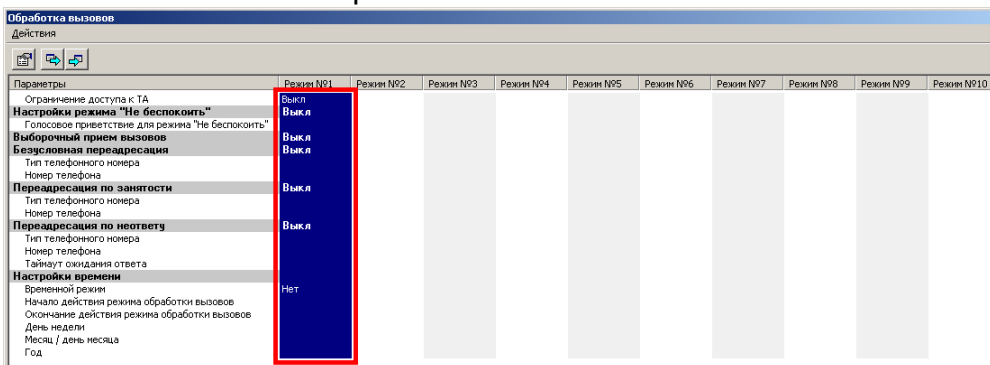 Обработка вызовов
Действия
Параметры Режим №1 Режим №2 Режим №3 Режим №4 Режим №5 Режим №6 Режим №7 Режим №8 Режим №9 Режим №10
Ограничение доступа к ТА Выкл
Настройки режима "Не беспокоить" Выкл
Голосовое приветствие для режима "Не беспокоить"
Выборочный прием вызовов Выкл
Безусловная переадресация Выкл
Тип телефонного номера
Номер телефона
Переадресация по занятости Выкл
Тип телефонного номера
Номер телефона
Переадресация по неответу Выкл
Тип телефонного номера
Номер телефона
Таймаут ожидания ответа
Настройки времени
Временной режим Нет
Начало действия режима обработки вызовов
Окончание действия режима обработки вызовов
День недели
Месяц / день месяца
Год